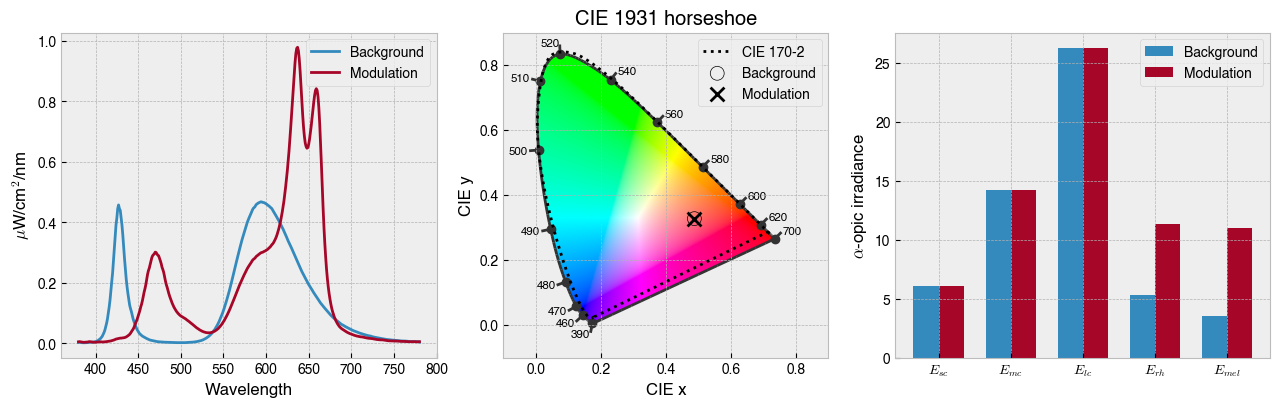 CIE 1931 horseshoe
1.0
0.8
0.6
0.4
0.2
0.0
μW/cm²/nm
400 450 500 550 600 650 700 750 800
Wavelength
Background
Modulation
0.8
0.6
0.4
0.2
0.0
CIE y
0.0 0.2 0.4 0.6 0.8
CIE x
CIE 170-2
Background
Modulation
520
510
540
560
500
580
600
620
490
700
480
470
460
390
25
20
15
10
5
0
α-opic irradiance
E_sc E_mc E_lc E_rh E_mel
Background
Modulation